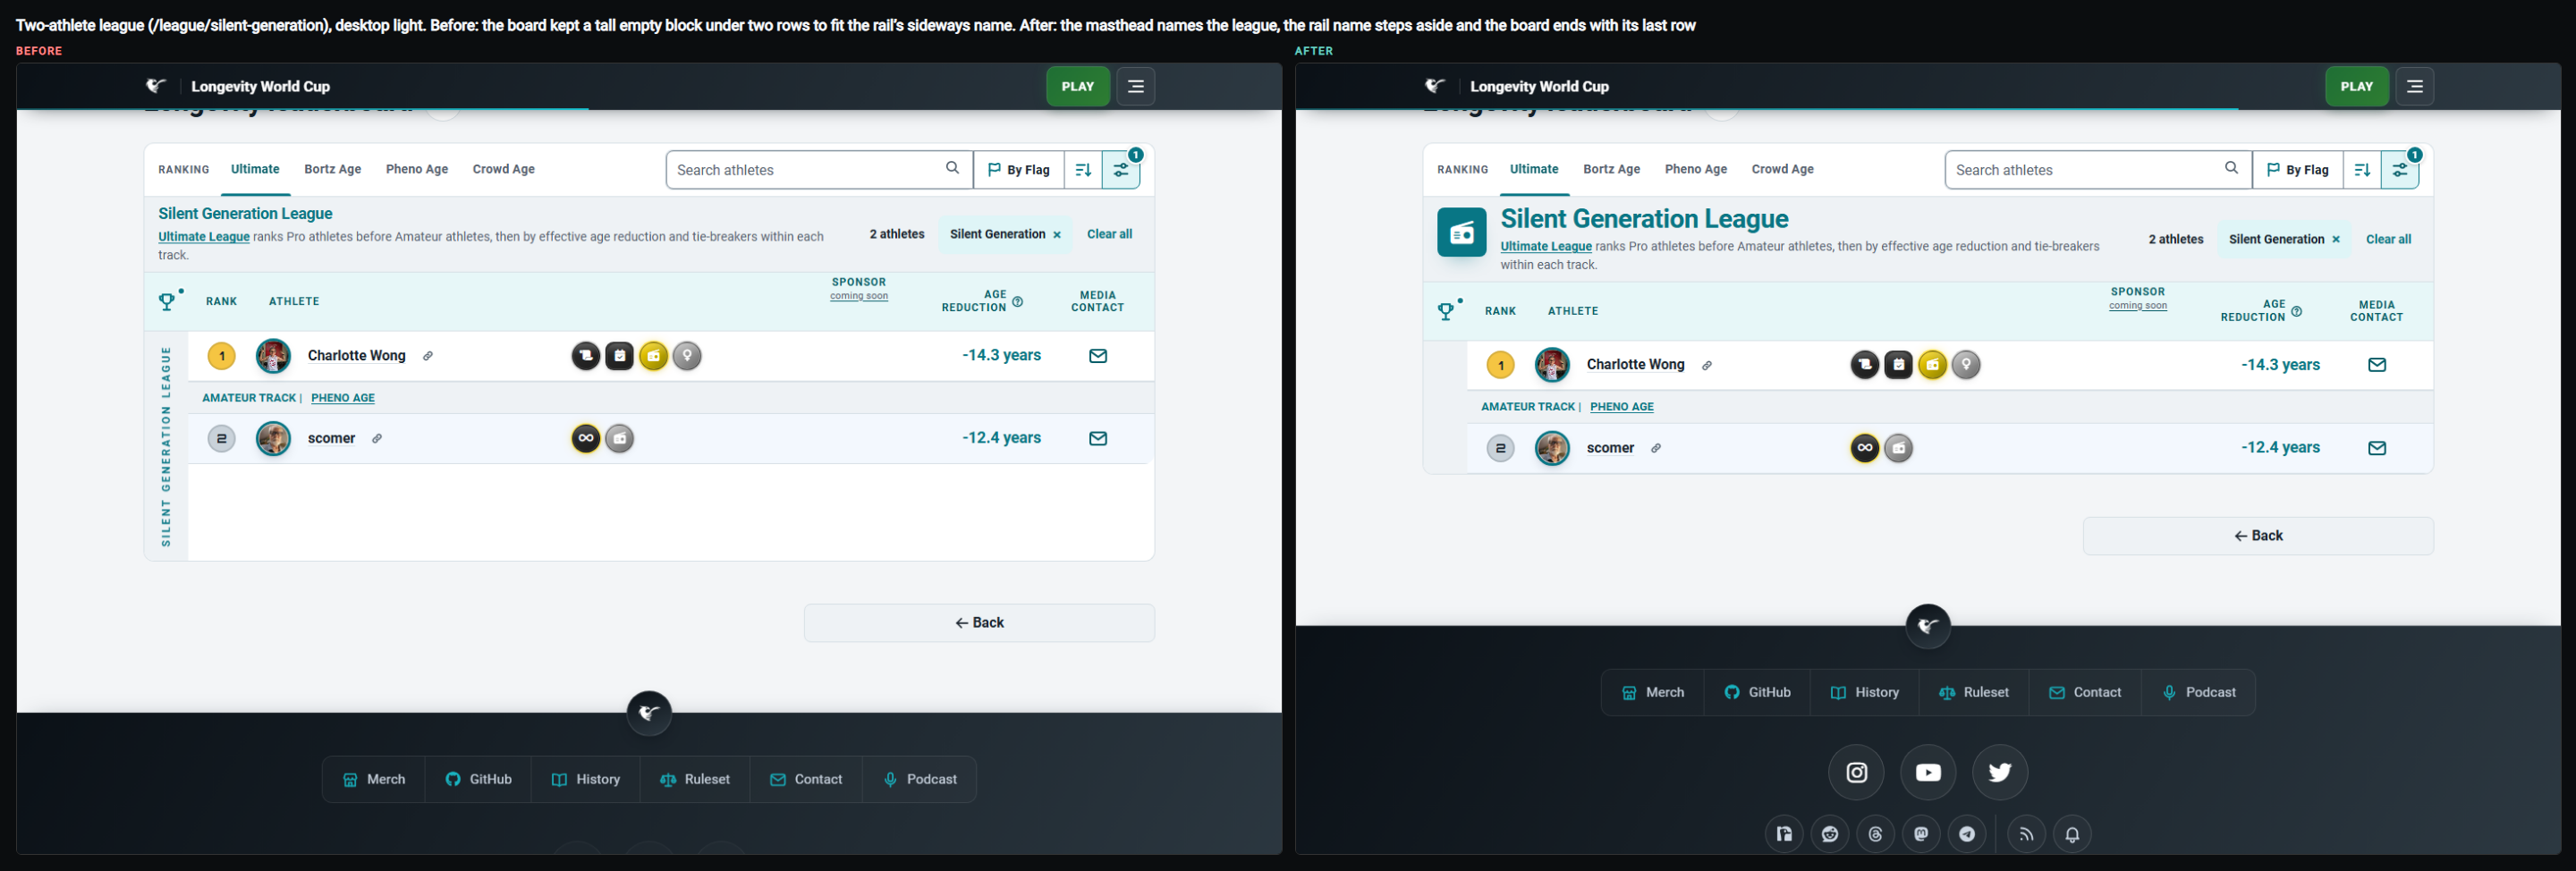 Two-athlete league (/league/silent-generation), desktop light. Before: the board kept a tall empty block under two rows to fit the rail's sideways name. After: the masthead names the league, the rail name steps aside and the board ends with its last row
BEFORE
Longevity World Cup
PLAY
RANKING Ultimate Bortz Age Pheno Age Crowd Age
Search athletes
By Flag
1
Silent Generation League
Ultimate League ranks Pro athletes before Amateur athletes, then by effective age reduction and tie-breakers within each
track.
2 athletes Silent Generation × Clear all
RANK ATHLETE
SPONSOR
coming soon
AGE
REDUCTION
MEDIA
CONTACT
SILENT GENERATION LEAGUE
1 Charlotte Wong -14.3 years
AMATEUR TRACK | PHENO AGE
2 scomer -12.4 years
← Back
Merch GitHub History Ruleset Contact Podcast
AFTER
Longevity World Cup
PLAY
RANKING Ultimate Bortz Age Pheno Age Crowd Age
Search athletes
By Flag
1
Silent Generation League
Ultimate League ranks Pro athletes before Amateur athletes, then by effective age reduction and tie-breakers
within each track.
2 athletes Silent Generation × Clear all
RANK ATHLETE
SPONSOR
coming soon
AGE
REDUCTION
MEDIA
CONTACT
1 Charlotte Wong -14.3 years
AMATEUR TRACK | PHENO AGE
2 scomer -12.4 years
← Back
Merch GitHub History Ruleset Contact Podcast